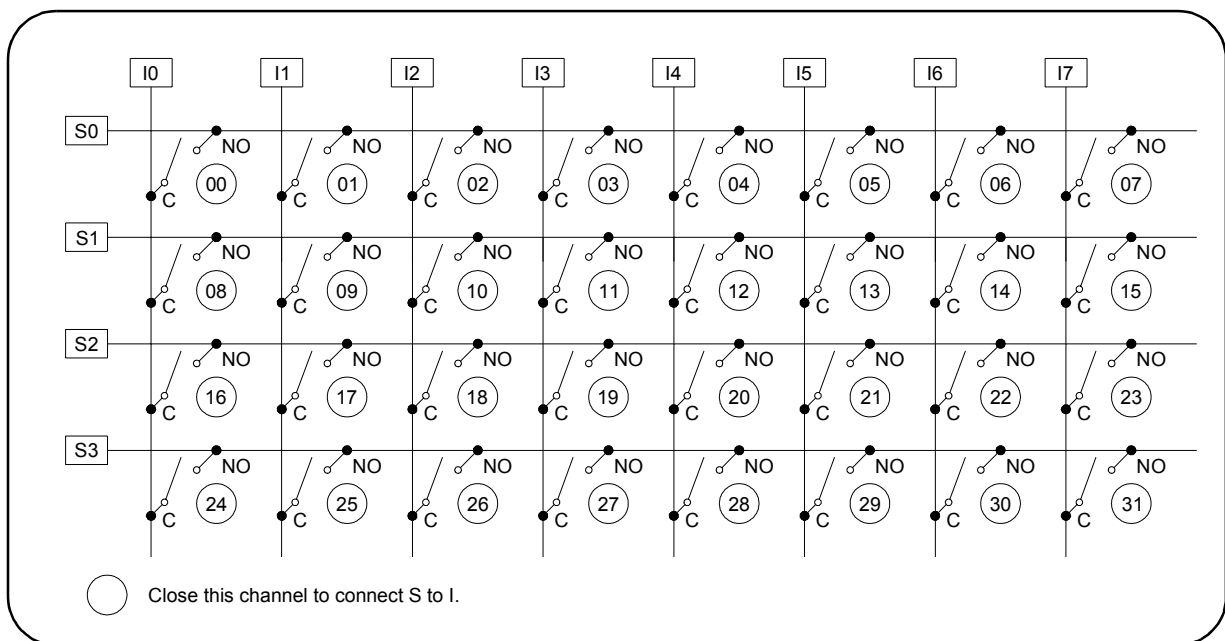 I0 I1 I2 I3 I4 I5 I6 I7
S0
NO NO NO NO NO NO NO NO
00 01 02 03 04 05 06 07
C C C C C C C C
S1
NO NO NO NO NO NO NO NO
08 09 10 11 12 13 14 15
C C C C C C C C
S2
NO NO NO NO NO NO NO NO
16 17 18 19 20 21 22 23
C C C C C C C C
S3
NO NO NO NO NO NO NO NO
24 25 26 27 28 29 30 31
C C C C C C C C
Close this channel to connect S to I.